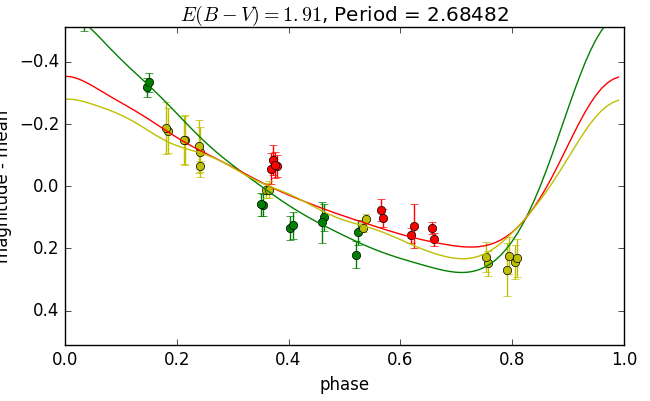 E(B − V) = 1.91, Period = 2.68482
magnitude - mean
−0.4
−0.2
0.0
0.2
0.4
0.0 0.2 0.4 0.6 0.8 1.0
phase